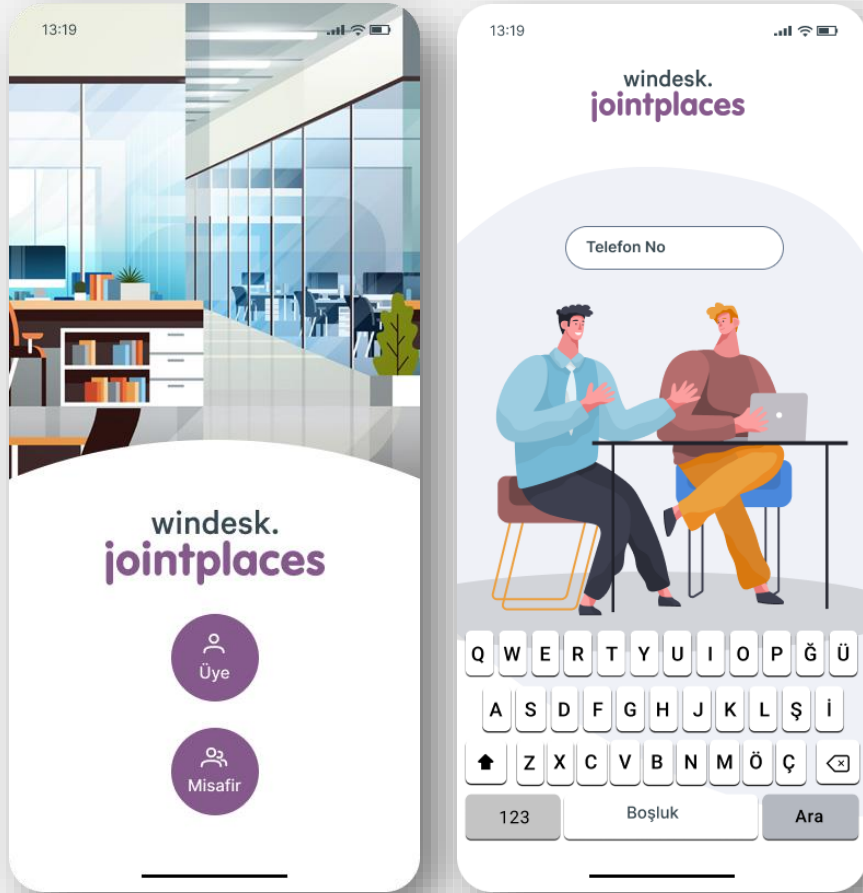 13:19
windesk.
jointplaces
Üye
Misafir
13:19
windesk.
jointplaces
Telefon No
Q W E R T Y U I O P Ğ Ü
A S D F G H J K L Ş İ
Z X C V B N M Ö Ç
123 Boşluk Ara